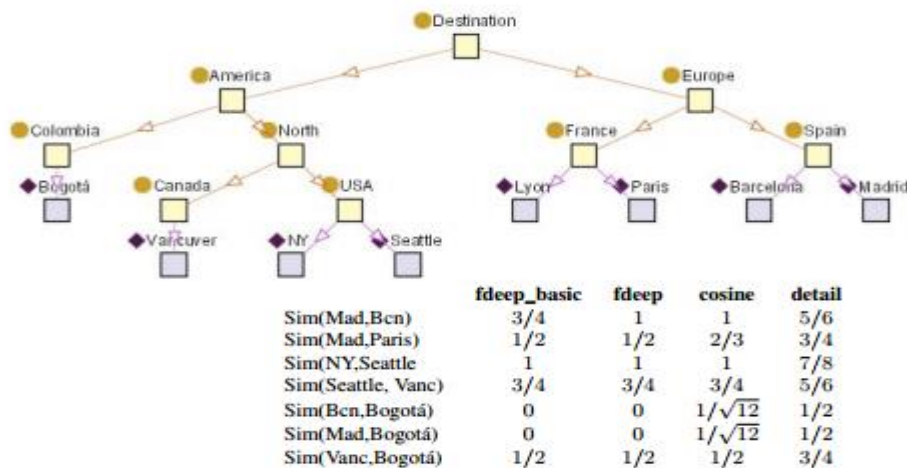 Destination
America Europe
Colombia North France Spain
Bogotá Canada USA Lyon Paris Barcelona Madrid
Vancuver NY Seattle
fdeep_basic fdeep cosine detail
Sim(Mad,Bcn) 3/4 1 1 5/6
Sim(Mad,Paris) 1/2 1/2 2/3 3/4
Sim(NY,Seattle 1 1 1 7/8
Sim(Seattle, Vanc) 3/4 3/4 3/4 5/6
Sim(Bcn,Bogotá) 0 0 1/√12 1/2
Sim(Mad,Bogotá) 0 0 1/√12 1/2
Sim(Vanc,Bogotá) 1/2 1/2 1/2 3/4